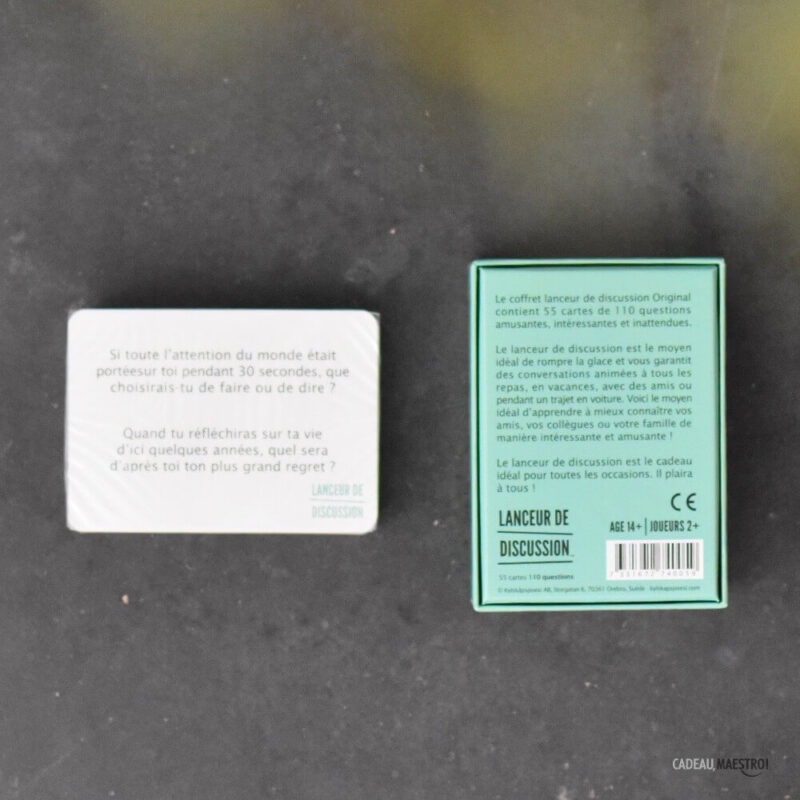 Si toute l'attention du monde était
portéesur toi pendant 30 secondes, que
choisirais-tu de faire ou de dire ?
Quand tu réfléchiras sur ta vie
d'ici quelques années, quel sera
d'après toi ton plus grand regret ?
LANCEUR DE
DISCUSSION
Le coffret lanceur de discussion Original
contient 55 cartes de 110 questions
amusantes, intéressantes et inattendues.
Le lanceur de discussion est le moyen
idéal de rompre la glace et vous garantit
des conversations animées à tous les
repas, en vacances, avec des amis ou
pendant un trajet en voiture. Voici le moyen
idéal d'apprendre à mieux connaître vos
amis, vos collègues ou votre famille de
manière intéressante et amusante !
Le lanceur de discussion est le cadeau
idéal pour toutes les occasions. Il plaira
à tous !
CE
LANCEUR DE
DISCUSSION
AGE 14+ | JOUEURS 2+
55 cartes 110 questions
CADEAU MAESTRO!